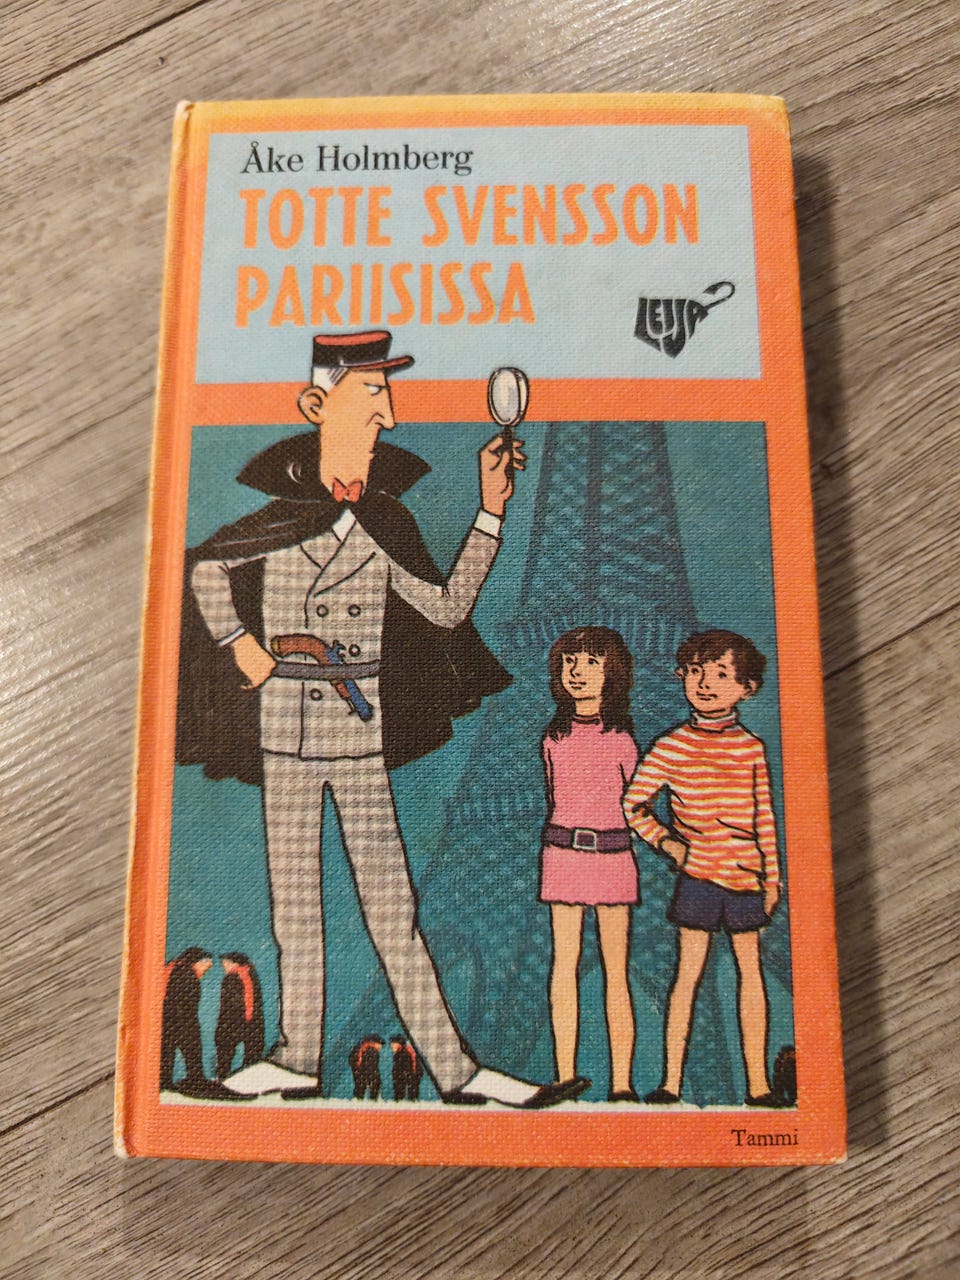 Åke Holmberg
TOTTE SVENSSON
PARIISISSA
LEIJA
Tammi